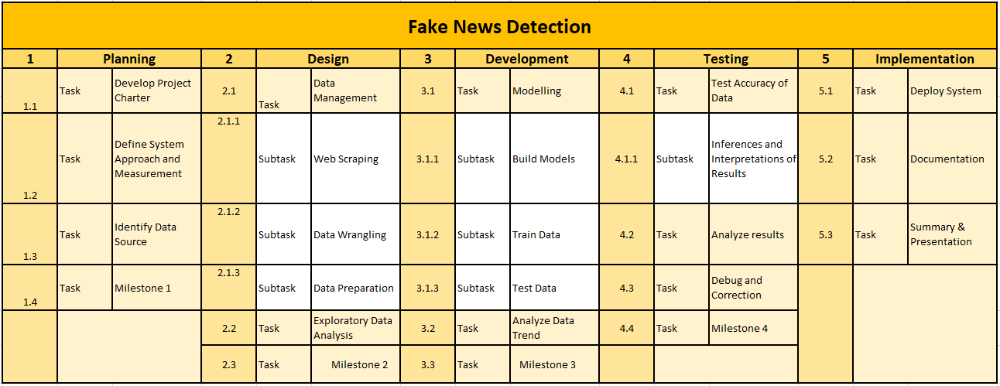 Fake News Detection
1 Planning 2 Design 3 Development 4 Testing 5 Implementation
1.1 Task Develop Project
Charter
2.1 Task Data
Management
3.1 Task Modelling
4.1 Task Test Accuracy of
Data
5.1 Task Deploy System
1.2 Task Define System
Approach and
Measurement
2.1.1 Subtask Web Scraping
3.1.1 Subtask Build Models
4.1.1 Subtask Inferences and
Interpretations of
Results
5.2 Task Documentation
1.3 Task Identify Data
Source
2.1.2 Subtask Data Wrangling
3.1.2 Subtask Train Data
4.2 Task Analyze results
5.3 Task Summary &
Presentation
1.4 Task Milestone 1
2.1.3 Subtask Data Preparation
3.1.3 Subtask Test Data
4.3 Task Debug and
Correction
2.2 Task Exploratory Data
Analysis
3.2 Task Analyze Data
Trend
4.4 Task Milestone 4
2.3 Task Milestone 2
3.3 Task Milestone 3